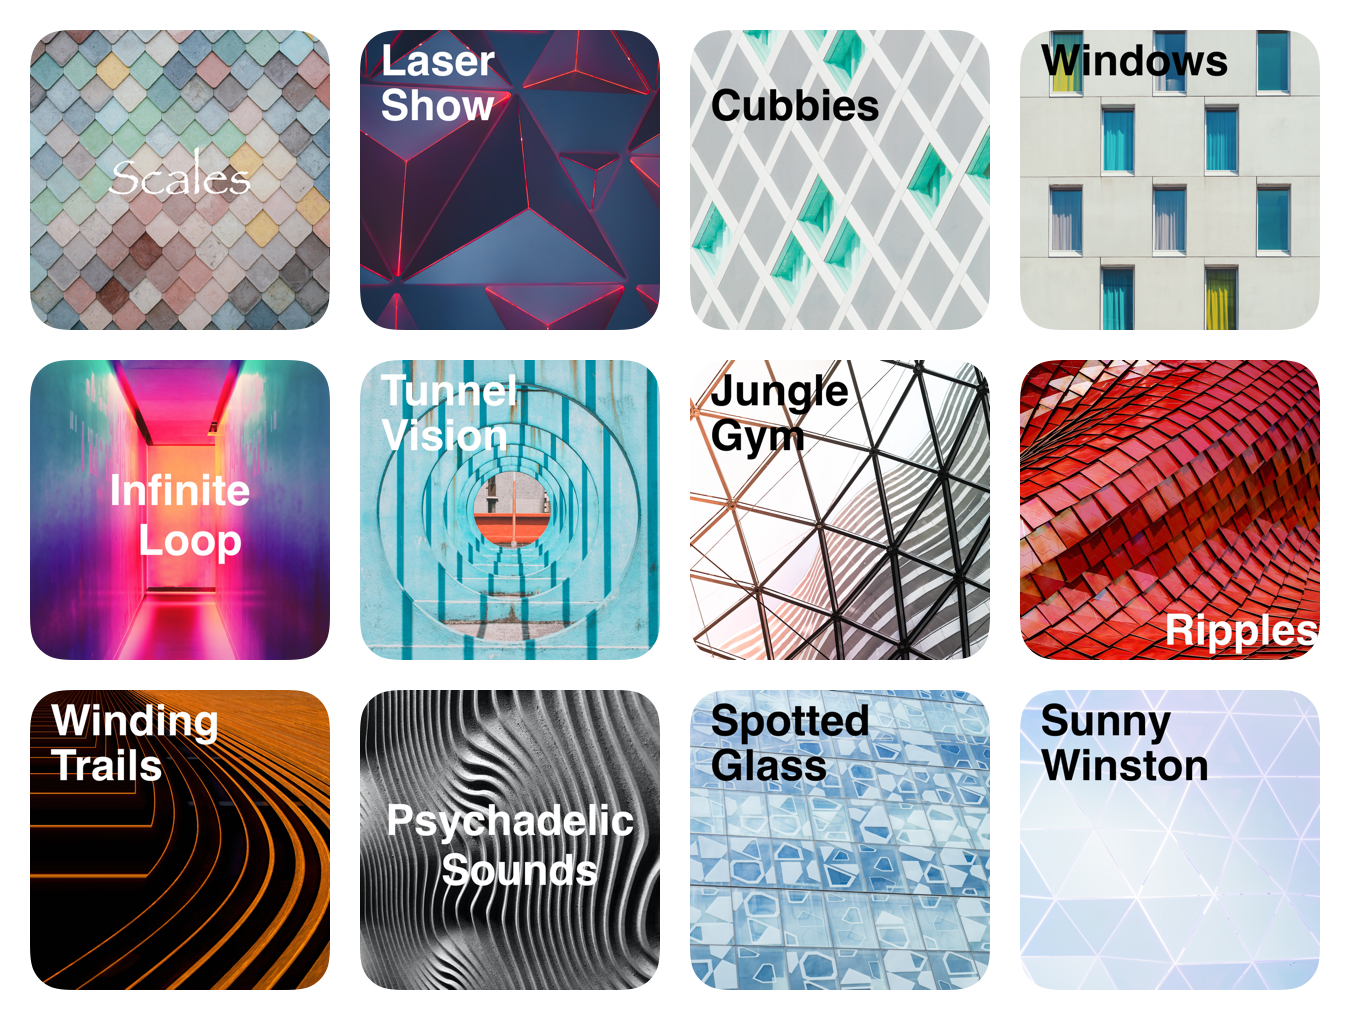 Scales
Laser
Show
Cubbies
Windows
Infinite
Loop
Tunnel
Vision
Jungle
Gym
Ripples
Winding
Trails
Psychadelic
Sounds
Spotted
Glass
Sunny
Winston